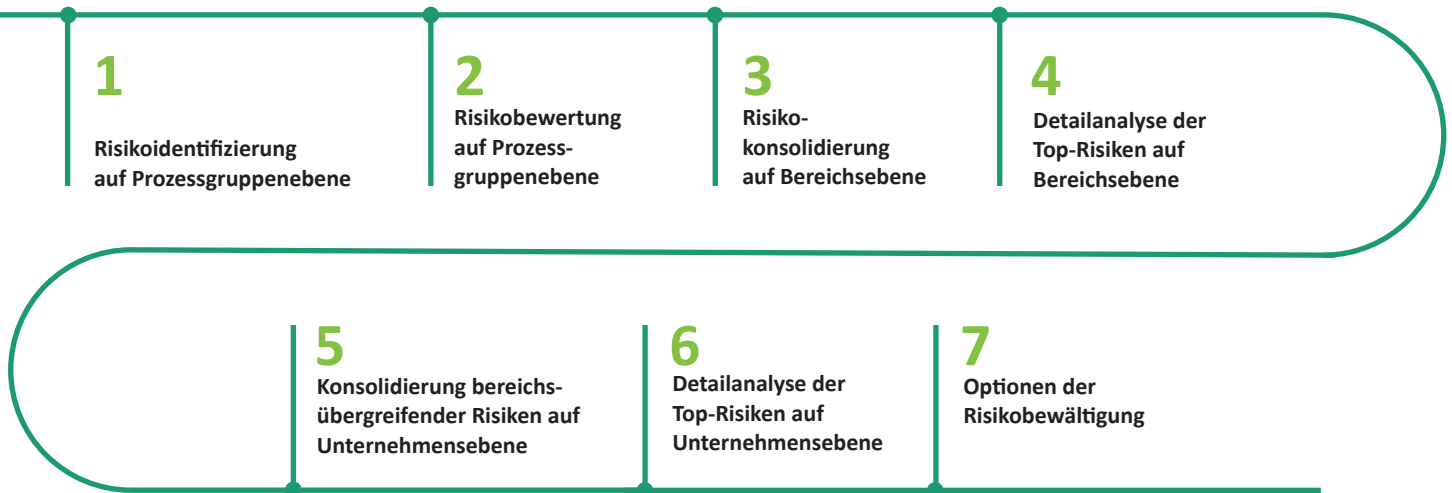 1
Risikoidentifizierung
auf Prozessgruppenebene
2
Risikobewertung
auf Prozess-
gruppenebene
3
Risiko-
konsolidierung
auf Bereichsebene
4
Detailanalyse der
Top-Risiken auf
Bereichsebene
5
Konsolidierung bereichs-
übergreifender Risiken auf
Unternehmensebene
6
Detailanalyse der
Top-Risiken auf
Unternehmensebene
7
Optionen der
Risikobewältigung